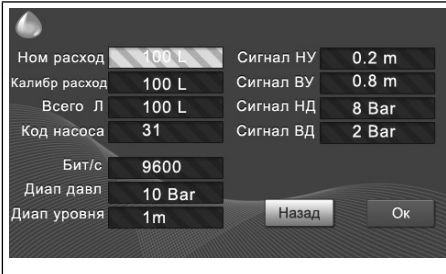 Ном расход 100 L Сигнал НУ 0.2 m
Калибр расход 100 L Сигнал ВУ 0.8 m
Всего Л 100 L Сигнал НД 8 Bar
Код насоса 31 Сигнал ВД 2 Bar
Бит/с 9600
Диап давл 10 Bar
Диап уровня 1m Назад Ок